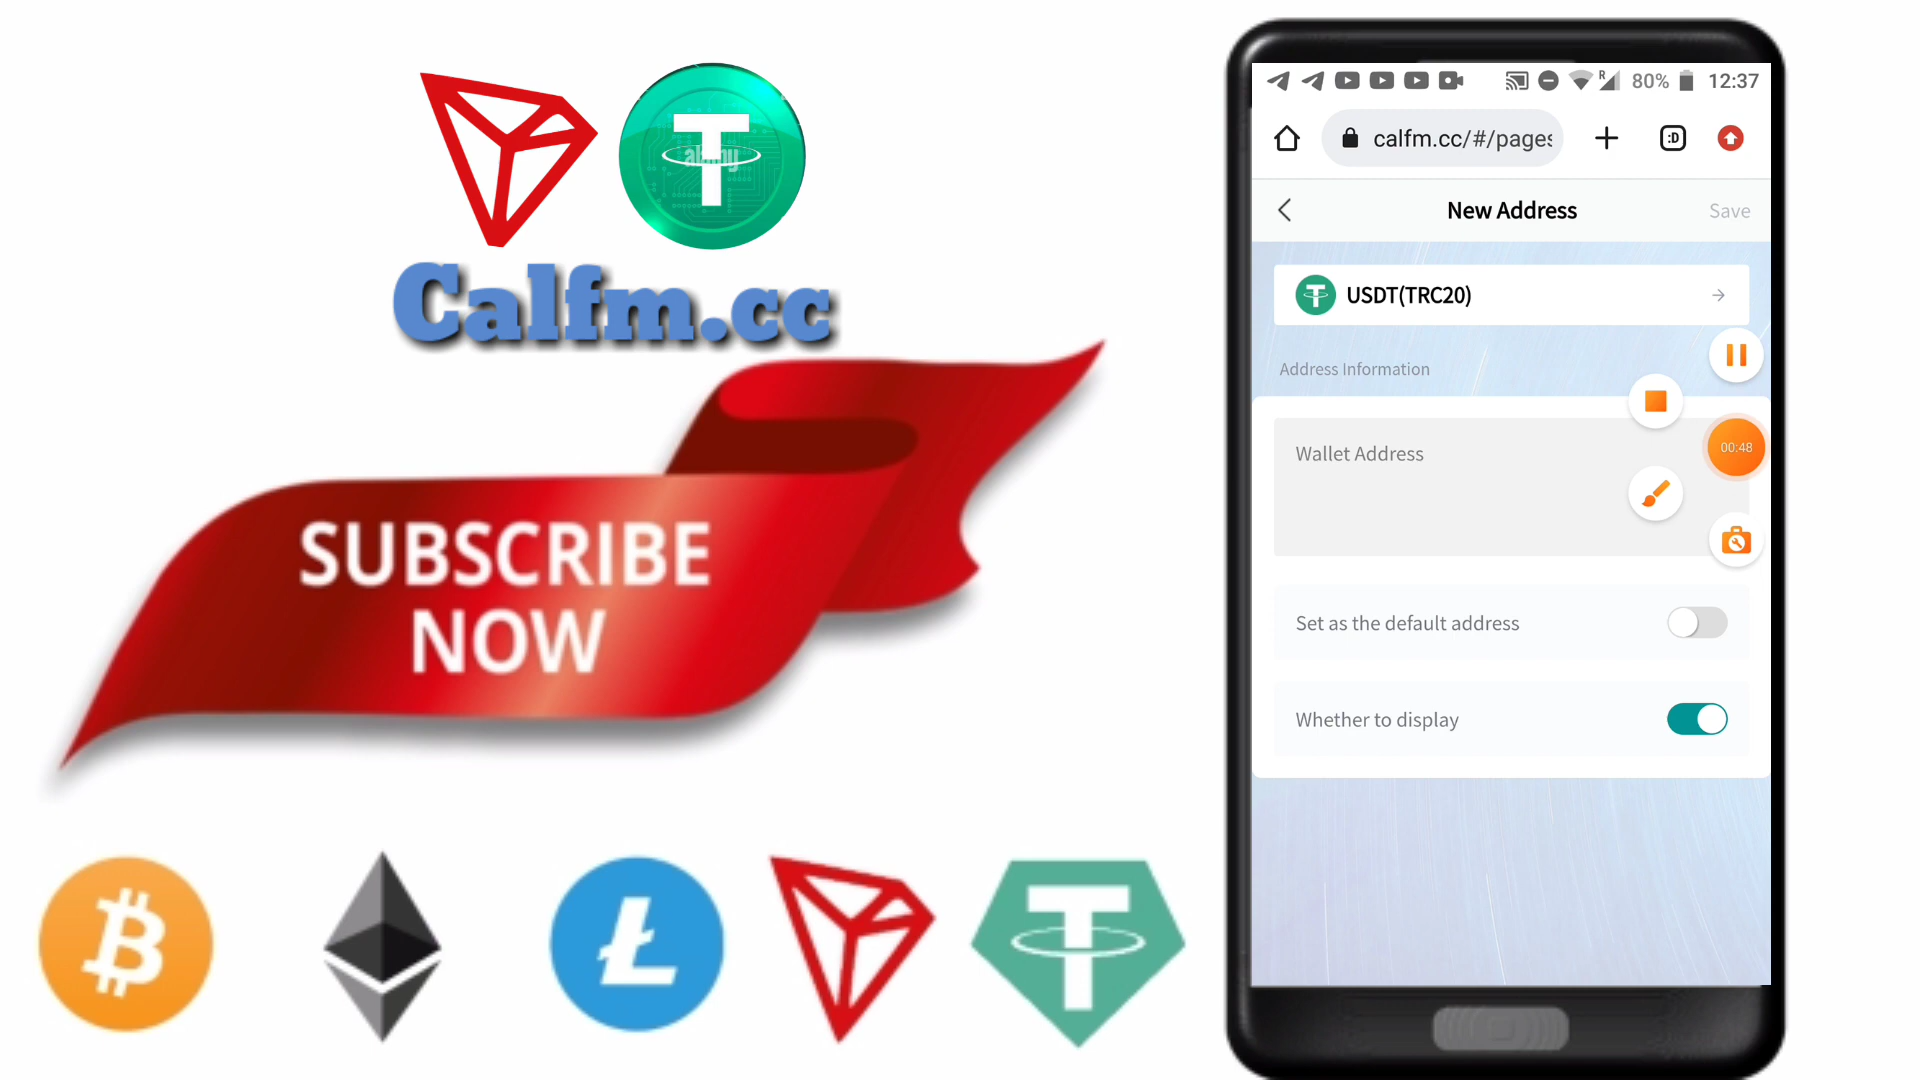 Calfm.cc
SUBSCRIBE
NOW
alamy
80% 12:37
calfm.cc/#/pages
:D
New Address
Save
USDT(TRC20)
Address Information
Wallet Address
00:48
Set as the default address
Whether to display
R